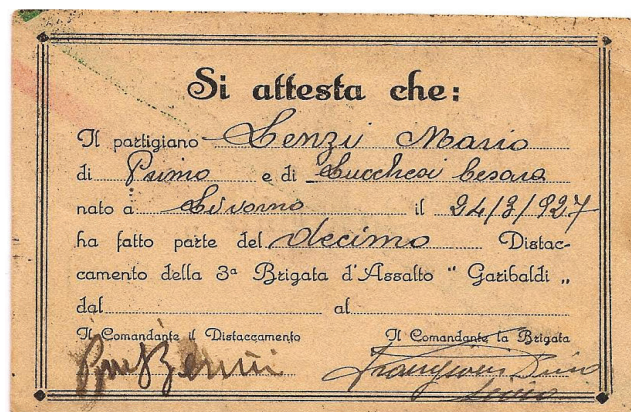 Si attesta che:
Il partigiano Lenzi Mario
di Primo e di Lucchesi Cesara
nato a Livorno il 24/3/927
ha fatto parte del decimo Distac-
camento della 3ª Brigata d'Assalto " Garibaldi „
dal al
Il Comandante il Distaccamento Il Comandante la Brigata